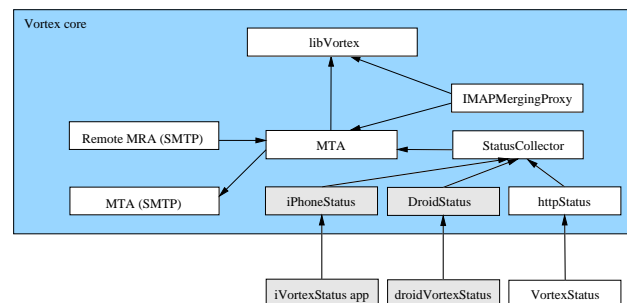 Vortex core
libVortex
IMAPMergingProxy
Remote MRA (SMTP)
MTA
StatusCollector
MTA (SMTP)
iPhoneStatus
DroidStatus
httpStatus
iVortexStatus app
droidVortexStatus
VortexStatus